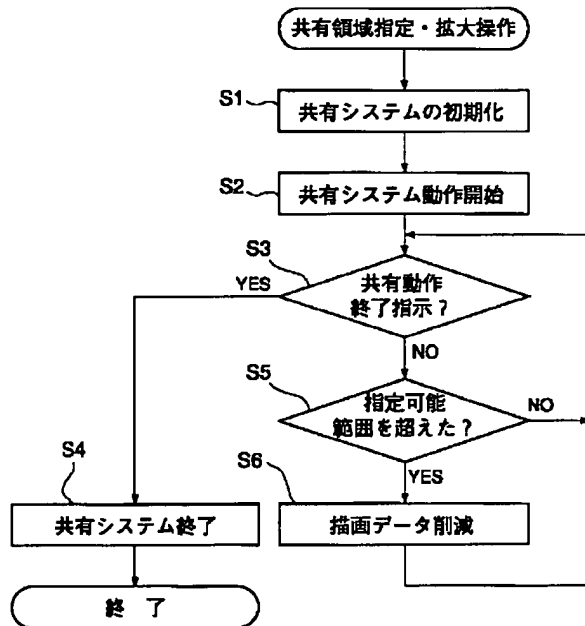 共有領域指定・拡大操作
S1
共有システムの初期化
S2
共有システム動作開始
S3
YES
共有動作
終了指示？
NO
S5
指定可能
範囲を超えた？
NO
YES
S4
S6
共有システム終了
描画データ削減
終 了